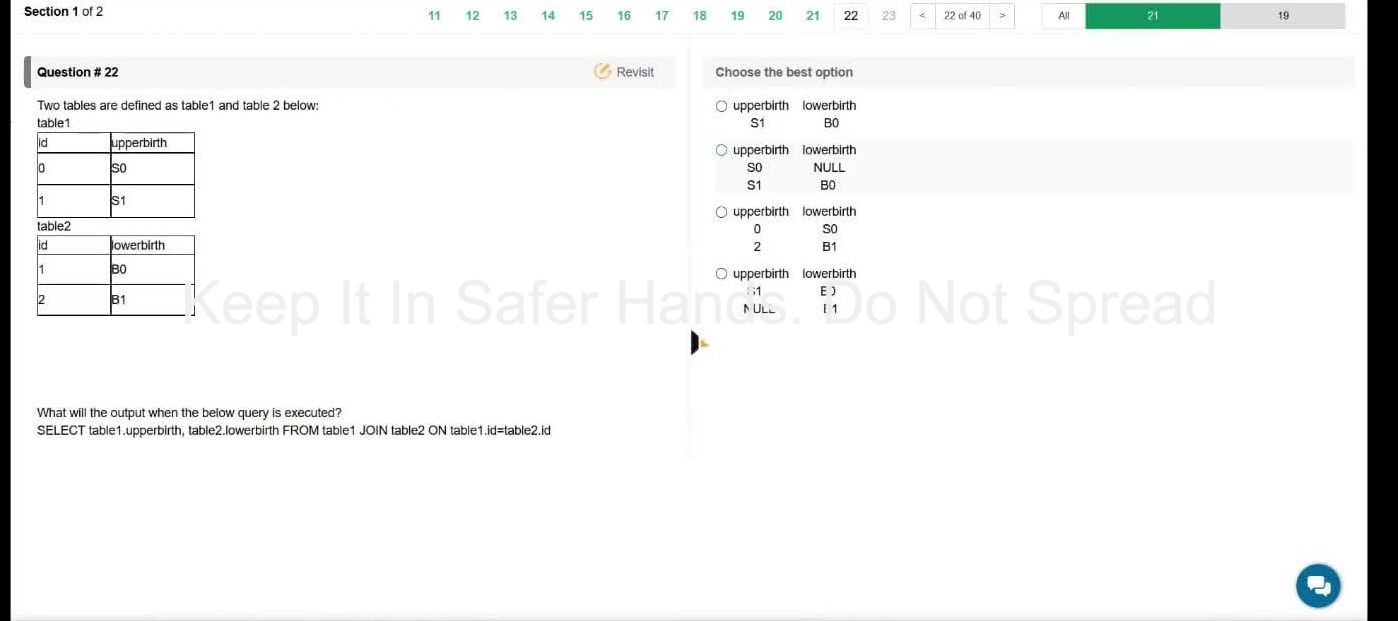 Section 1 of 2
11 12 13 14 15 16 17 18 19 20 21 22 23 < 22 of 40 > All 21 19
Question # 22
Revisit
Two tables are defined as table1 and table 2 below:
table1
id upperbirth
0 S0
1 S1
table2
id lowerbirth
1 B0
2 B1
What will the output when the below query is executed?
SELECT table1.upperbirth, table2.lowerbirth FROM table1 JOIN table2 ON table1.id=table2.id
Choose the best option
upperbirth lowerbirth
S1 B0
upperbirth lowerbirth
S0 NULL
S1 B0
upperbirth lowerbirth
0 S0
2 B1
upperbirth lowerbirth
S1 B0
NULL B1
Keep It In Safer Hands. Do Not Spread